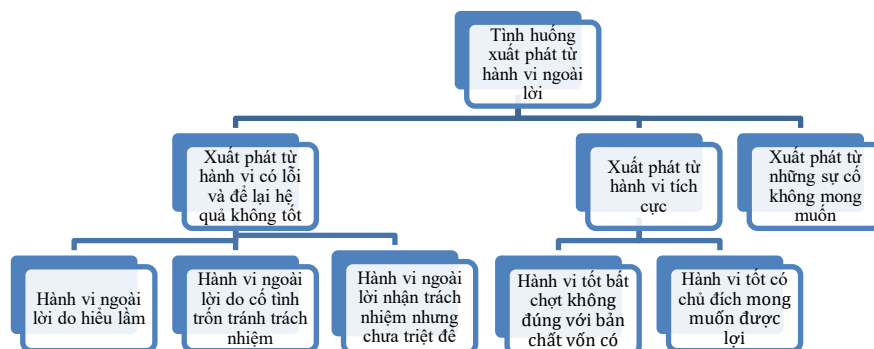 Tình huống
xuất phát từ
hành vi ngoài
lời
Xuất phát từ
hành vi có lỗi
và để lại hệ
quả không tốt
Xuất phát từ
hành vi tích
cực
Xuất phát từ
những sự cố
không mong
muốn
Hành vi ngoài
lời do hiểu lầm
Hành vi ngoài
lời do cố tình
trốn tránh trách
nhiệm
Hành vi ngoài
lời nhận trách
nhiệm nhưng
chưa triệt để
Hành vi tốt bất
chợt không
đúng với bản
chất vốn có
Hành vi tốt có
chủ đích mong
muốn được
lợi